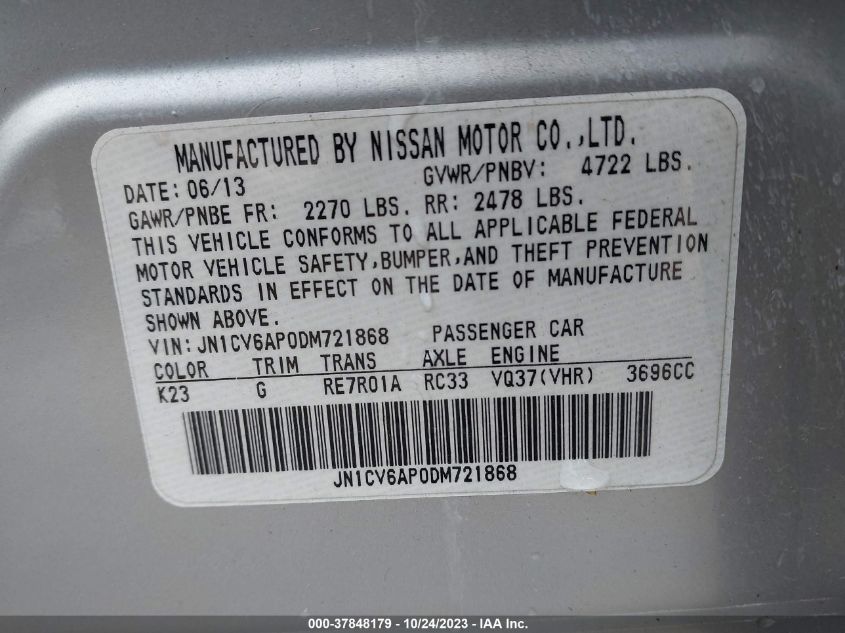 MANUFACTURED BY NISSAN MOTOR CO.,LTD.
DATE: 06/13 GVWR/PNBV: 4722 LBS.
GAWR/PNBE FR: 2270 LBS. RR: 2478 LBS.
THIS VEHICLE CONFORMS TO ALL APPLICABLE FEDERAL
MOTOR VEHICLE SAFETY,BUMPER,AND THEFT PREVENTION
STANDARDS IN EFFECT ON THE DATE OF MANUFACTURE
SHOWN ABOVE.
VIN: JN1CV6AP0DM721868 PASSENGER CAR
COLOR TRIM TRANS AXLE ENGINE
K23 G RE7R01A RC33 VQ37(VHR) 3696CC
JN1CV6AP0DM721868
000-37848179 - 10/24/2023 - IAA Inc.